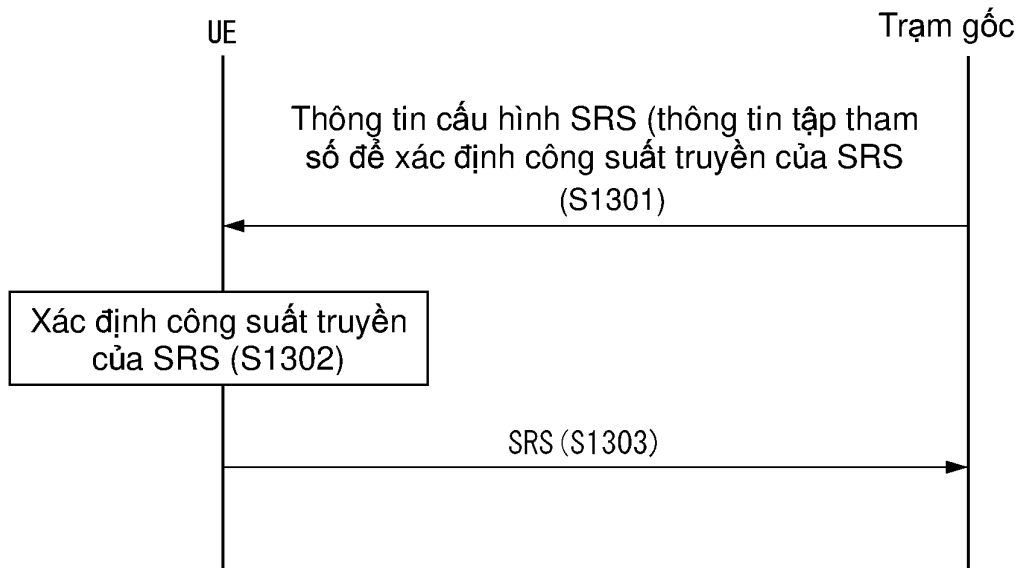 UE
Trạm gốc
Thông tin cấu hình SRS (thông tin tập tham
số để xác định công suất truyền của SRS
(S1301)
Xác định công suất truyền
của SRS (S1302)
SRS(S1303)